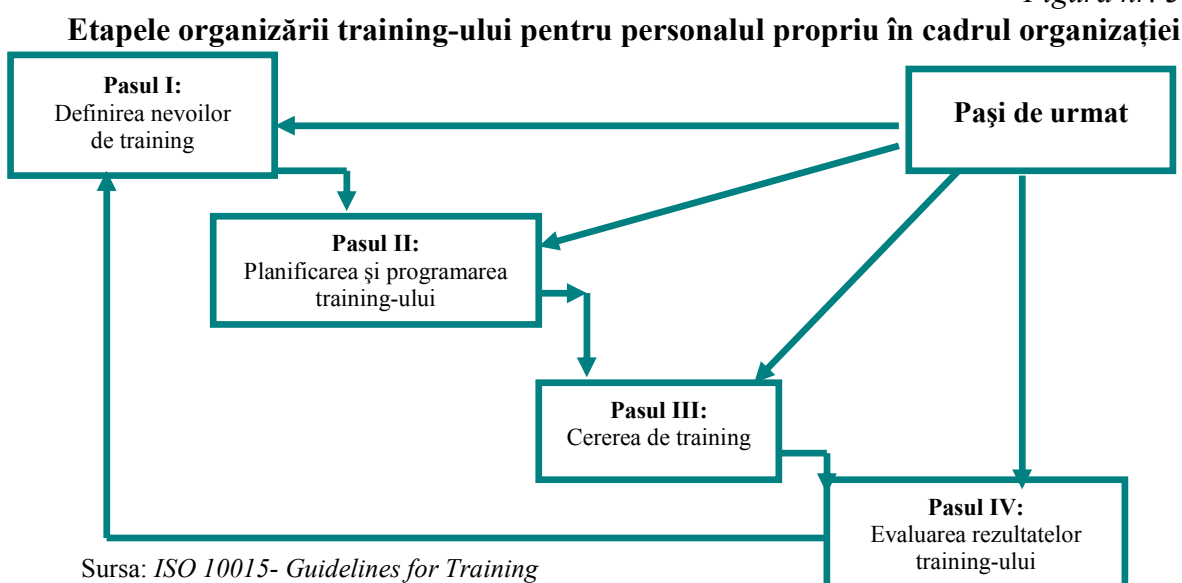 Etapele organizării training-ului pentru personalul propriu în cadrul organizației
Pasul I:
Definirea nevoilor
de training
Paşi de urmat
Pasul II:
Planificarea şi programarea
training-ului
Pasul III:
Cererea de training
Pasul IV:
Evaluarea rezultatelor
training-ului
Sursa: ISO 10015- Guidelines for Training